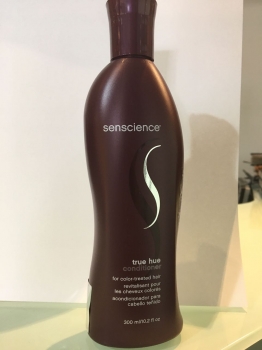 senscience®
true hue
conditioner
for color-treated hair
revitalisant pour
les cheveux colorés
acondicionador para
cabello teñido
300 ml/10.2 fl oz